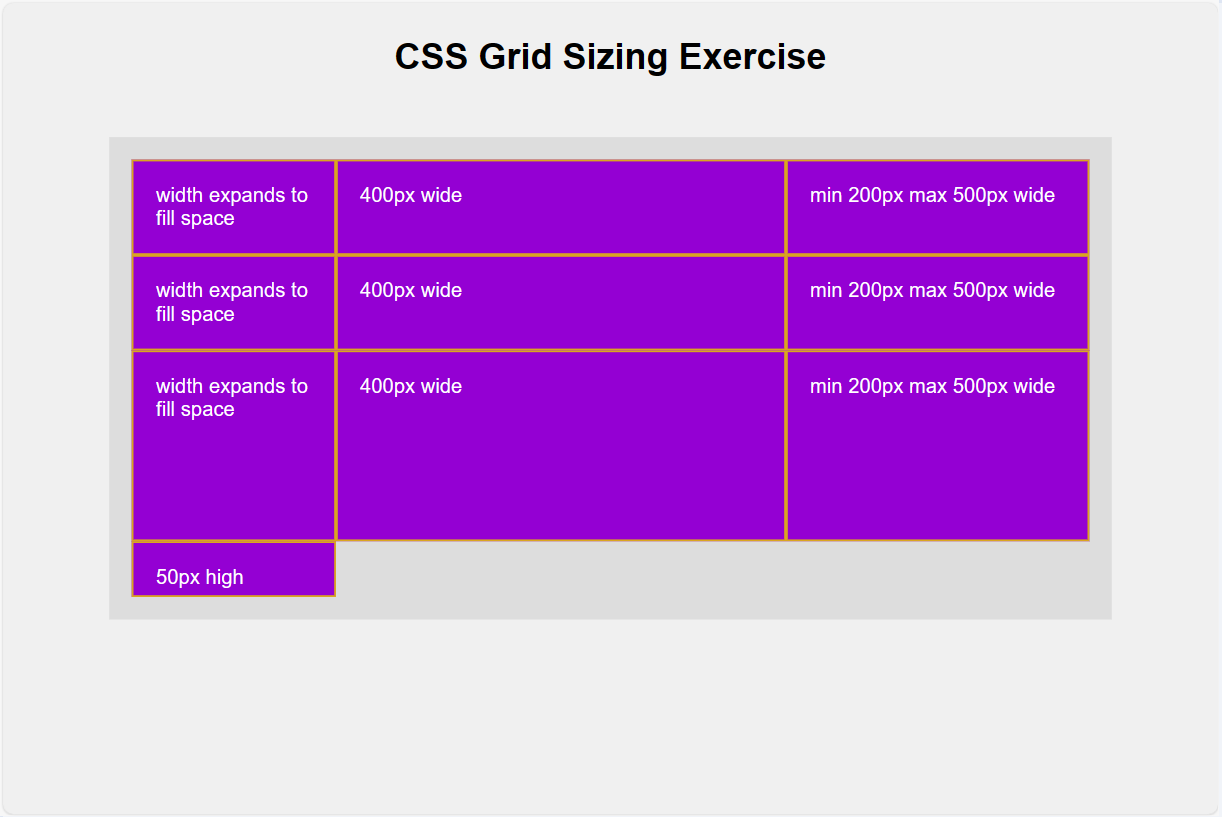 CSS Grid Sizing Exercise
width expands to
fill space
400px wide
min 200px max 500px wide
width expands to
fill space
400px wide
min 200px max 500px wide
width expands to
fill space
400px wide
min 200px max 500px wide
50px high